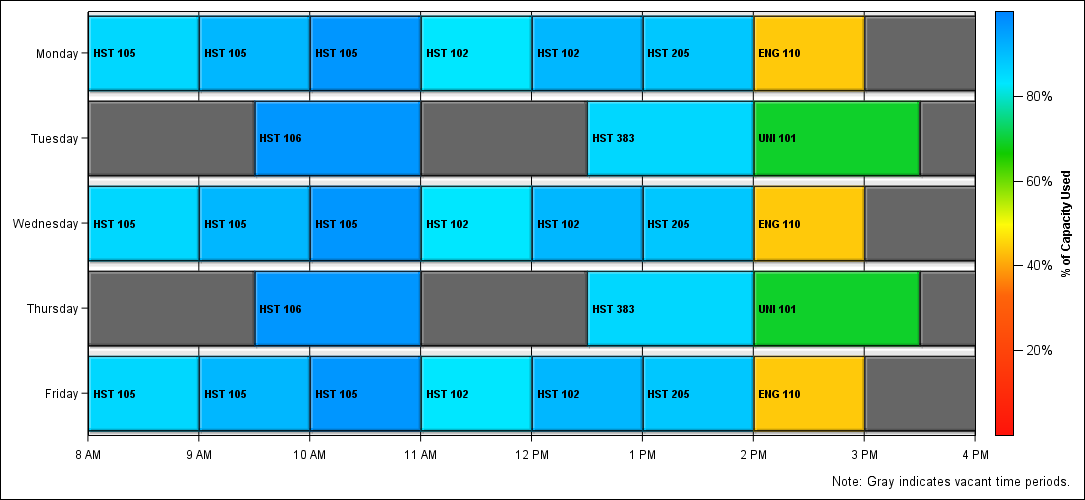 Monday
HST 105
HST 105
HST 105
HST 102
HST 102
HST 205
ENG 110
Tuesday
HST 106
HST 383
UNI 101
Wednesday
HST 105
HST 105
HST 105
HST 102
HST 102
HST 205
ENG 110
Thursday
HST 106
HST 383
UNI 101
Friday
HST 105
HST 105
HST 105
HST 102
HST 102
HST 205
ENG 110
8 AM
9 AM
10 AM
11 AM
12 PM
1 PM
2 PM
3 PM
4 PM
80%
60%
40%
20%
% of Capacity Used
Note: Gray indicates vacant time periods.